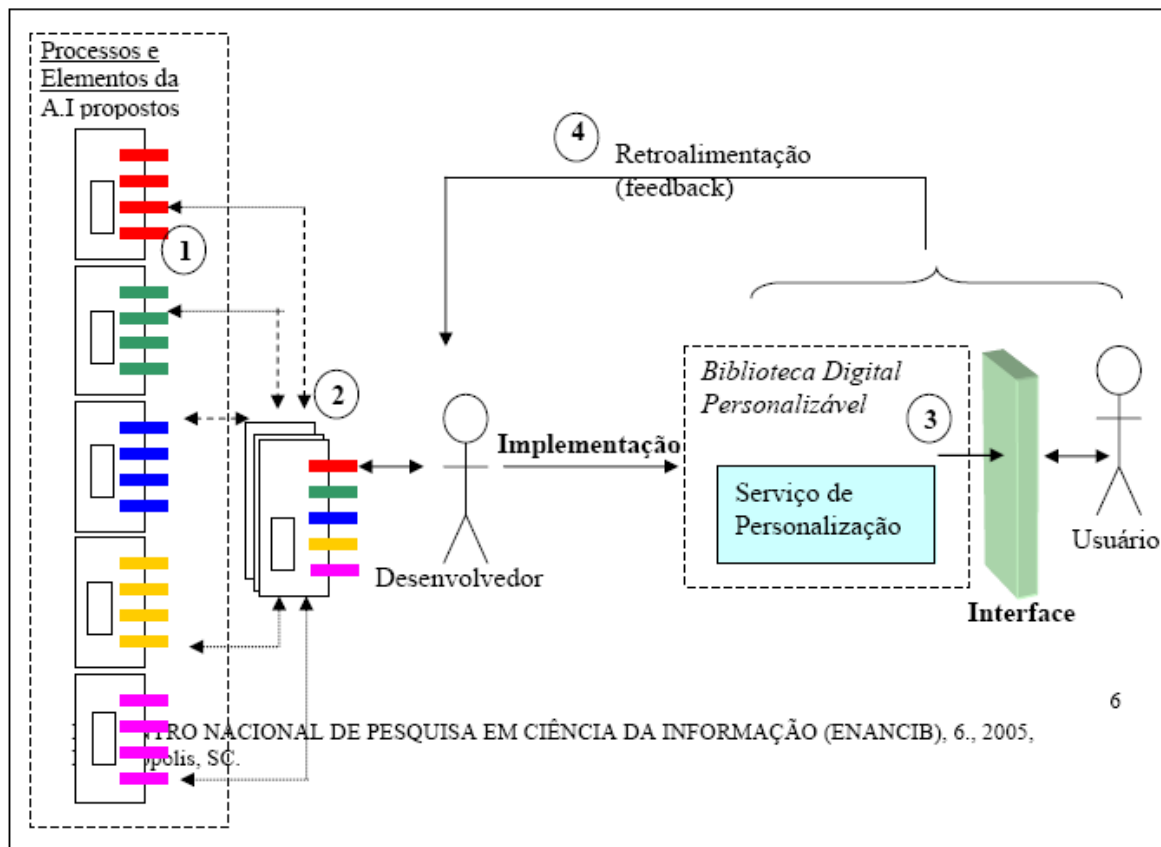 Processos e
Elementos da
A.I propostos
4
Retroalimentação
(feedback)
1
2
Biblioteca Digital
Personalizável
3
Implementação
Serviço de
Personalização
Desenvolvedor
Usuário
Interface
6
NTRO NACIONAL DE PESQUISA EM CIÊNCIA DA INFORMAÇÃO (ENANCIB), 6., 2005,
polis, SC.